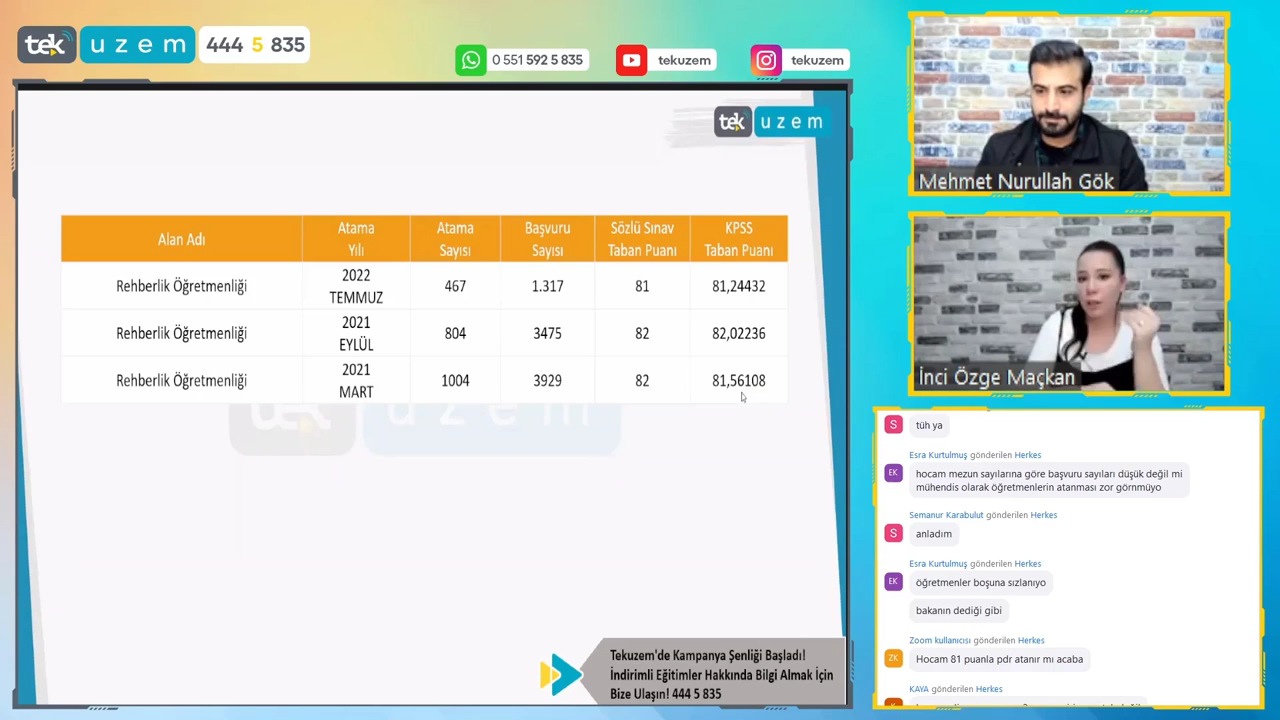 tek uzem 444 5 835
0 551 592 5 835
tekuzem
tekuzem
tek uzem
Alan Adı
Atama Yılı
Atama Sayısı
Başvuru Sayısı
Sözlü Sınav Taban Puanı
KPSS Taban Puanı
Rehberlik Öğretmenliği 2022 TEMMUZ 467 1.317 81 81,24432
Rehberlik Öğretmenliği 2021 EYLÜL 804 3475 82 82,02236
Rehberlik Öğretmenliği 2021 MART 1004 3929 82 81,56108
tek uzem
Tekuzem'de Kampanya Şenliği Başladı!
İndirimli Eğitimler Hakkında Bilgi Almak İçin
Bize Ulaşın! 444 5 835
Mehmet Nurullah Gök
İnci Özge Maçkan
S tüh ya
Esra Kurtulmuş gönderilen Herkes
EK hocam mezun sayılarına göre başvuru sayıları düşük değil mi
mühendis olarak öğretmenlerin atanması zor görnmüyo
Semanur Karabulut gönderilen Herkes
S anladım
Esra Kurtulmuş gönderilen Herkes
EK öğretmenler boşuna sızlanıyo
bakanın dediği gibi
Zoom kullanıcısı gönderilen Herkes
ZK Hocam 81 puanla pdr atanır mı acaba
KAYA gönderilen Herkes